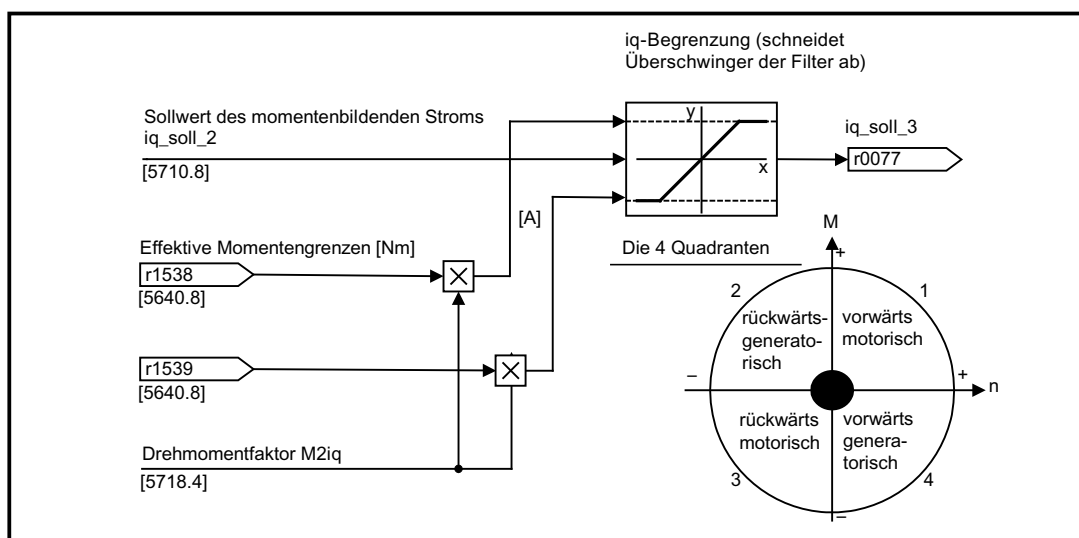 iq-Begrenzung (schneidet
Überschwinger der Filter ab)
Sollwert des momentenbildenden Stroms
iq_soll_2
[5710.8]
y
x
iq_soll_3
r0077
[A]
Effektive Momentengrenzen [Nm]
r1538
[5640.8]
r1539
[5640.8]
Drehmomentfaktor M2iq
[5718.4]
Die 4 Quadranten
M
+
2
1
rückwärts-
generato-
risch
vorwärts
motorisch
–
+
n
rückwärts
motorisch
vorwärts
genera-
torisch
3
4
–